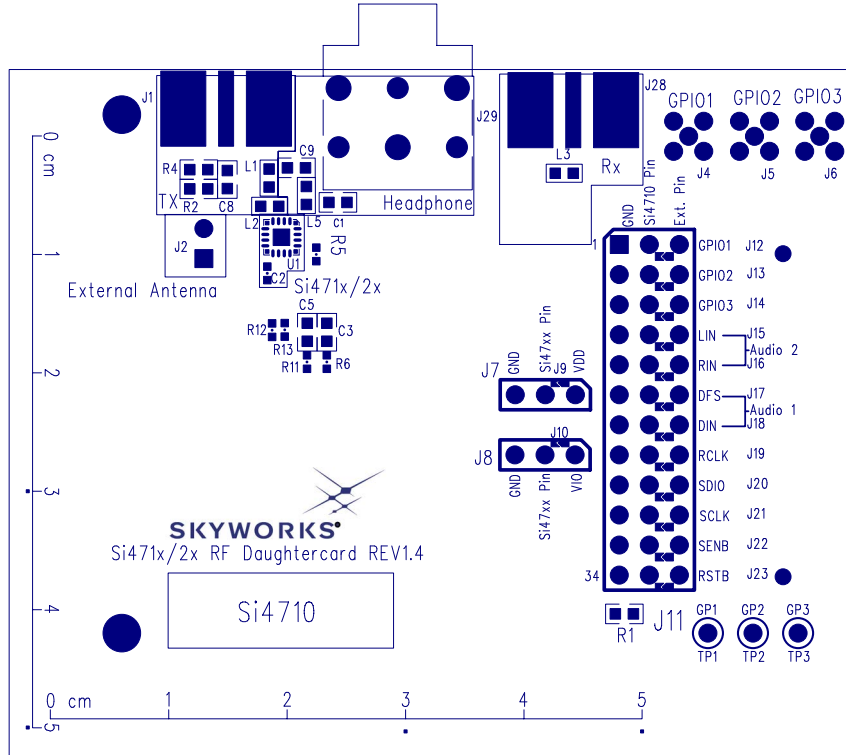 J1
J29
J28
GPIO1
GPIO2
GPIO3
J4
J5
J6
R4
R2
TX
C8
L1
L2
C9
L5
C1
Headphone
L3
Rx
GND
Si4710 Pin
Ext. Pin
J2
External Antenna
C2
U1
R5
Si471x/2x
R12
R13
C5
C3
R11
R6
1
34
GPIO1 J12
GPIO2 J13
GPIO3 J14
LIN J15
Audio 2
RIN J16
DFS J17
Audio 1
DIN J18
RCLK J19
SDIO J20
SCLK J21
SENB J22
RSTB J23
J7
GND
Si47xx Pin
VDD
J9
J8
J10
GND
Si47xx Pin
VIO
SKYWORKS
Si471x/2x RF Daughtercard REV1.4
Si4710
R1
J11
GP1
GP2
GP3
TP1
TP2
TP3
0 cm
1
2
3
4
5
0 cm
1
2
3
4
5